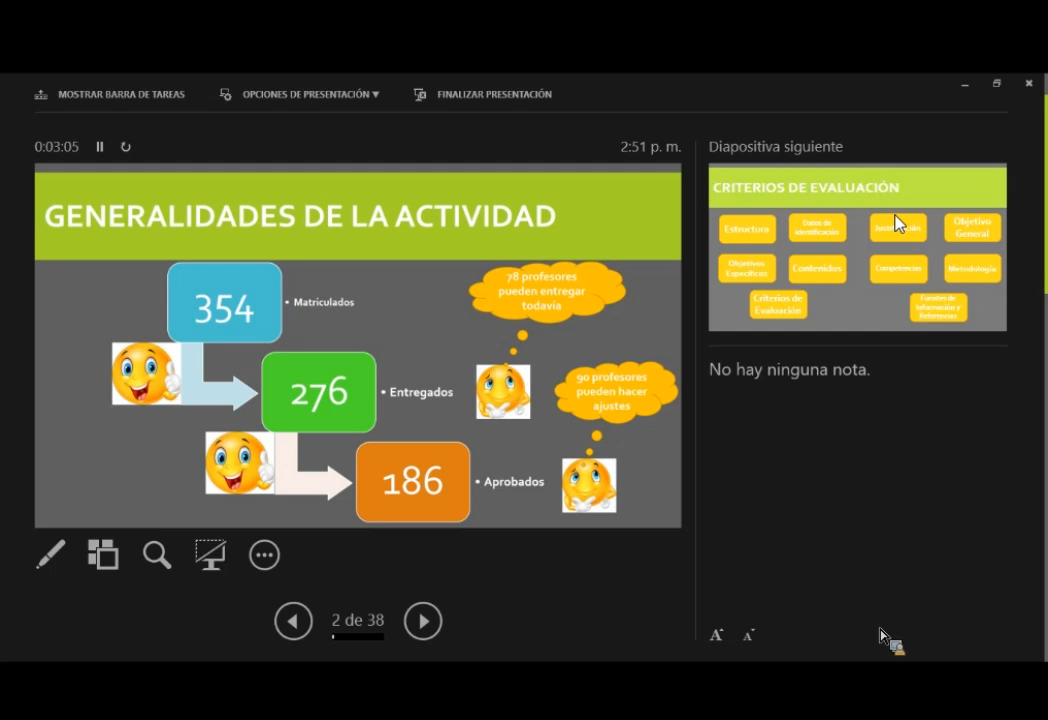 MOSTRAR BARRA DE TAREAS
OPCIONES DE PRESENTACIÓN ▼
FINALIZAR PRESENTACIÓN
0:03:05
2:51 p. m.
GENERALIDADES DE LA ACTIVIDAD
354
• Matriculados
276
• Entregados
186
• Aprobados
78 profesores
pueden entregar
todavía
90 profesores
pueden hacer
ajustes
2 de 38
Diapositiva siguiente
CRITERIOS DE EVALUACIÓN
Estructura
Datos de
identificación
Objetivo
General
Objetivos
Específicos
Contenidos
Competencias
Metodología
Criterios de
Evaluación
Fuentes de
Información y
Referencias
No hay ninguna nota.
A A